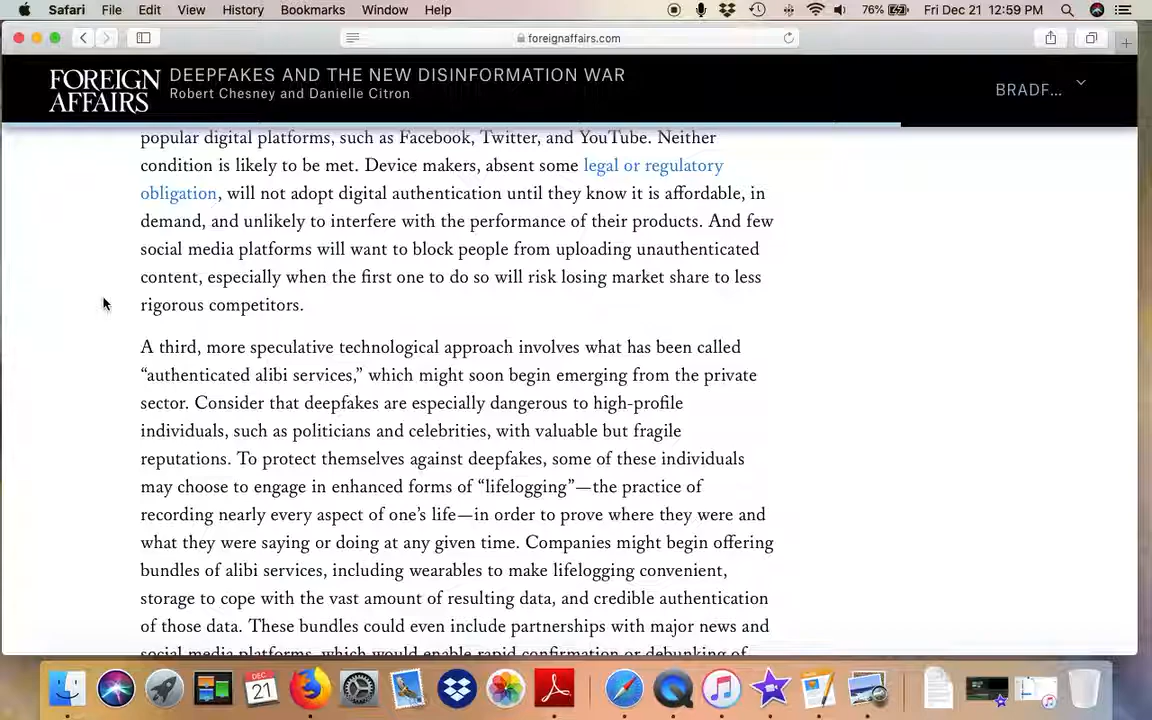 Safari File Edit View History Bookmarks Window Help 76% Fri Dec 21 12:59 PM
foreignaffairs.com
FOREIGN AFFAIRS
DEEPFAKES AND THE NEW DISINFORMATION WAR
Robert Chesney and Danielle Citron
BRADF...
popular digital platforms, such as Facebook, Twitter, and YouTube. Neither
condition is likely to be met. Device makers, absent some legal or regulatory
obligation, will not adopt digital authentication until they know it is affordable, in
demand, and unlikely to interfere with the performance of their products. And few
social media platforms will want to block people from uploading unauthenticated
content, especially when the first one to do so will risk losing market share to less
rigorous competitors.
A third, more speculative technological approach involves what has been called
“authenticated alibi services,” which might soon begin emerging from the private
sector. Consider that deepfakes are especially dangerous to high-profile
individuals, such as politicians and celebrities, with valuable but fragile
reputations. To protect themselves against deepfakes, some of these individuals
may choose to engage in enhanced forms of “lifelogging”—the practice of
recording nearly every aspect of one’s life—in order to prove where they were and
what they were saying or doing at any given time. Companies might begin offering
bundles of alibi services, including wearables to make lifelogging convenient,
storage to cope with the vast amount of resulting data, and credible authentication
of those data. These bundles could even include partnerships with major news and
social media platforms, which would enable rapid confirmation or debunking of
DEC
21